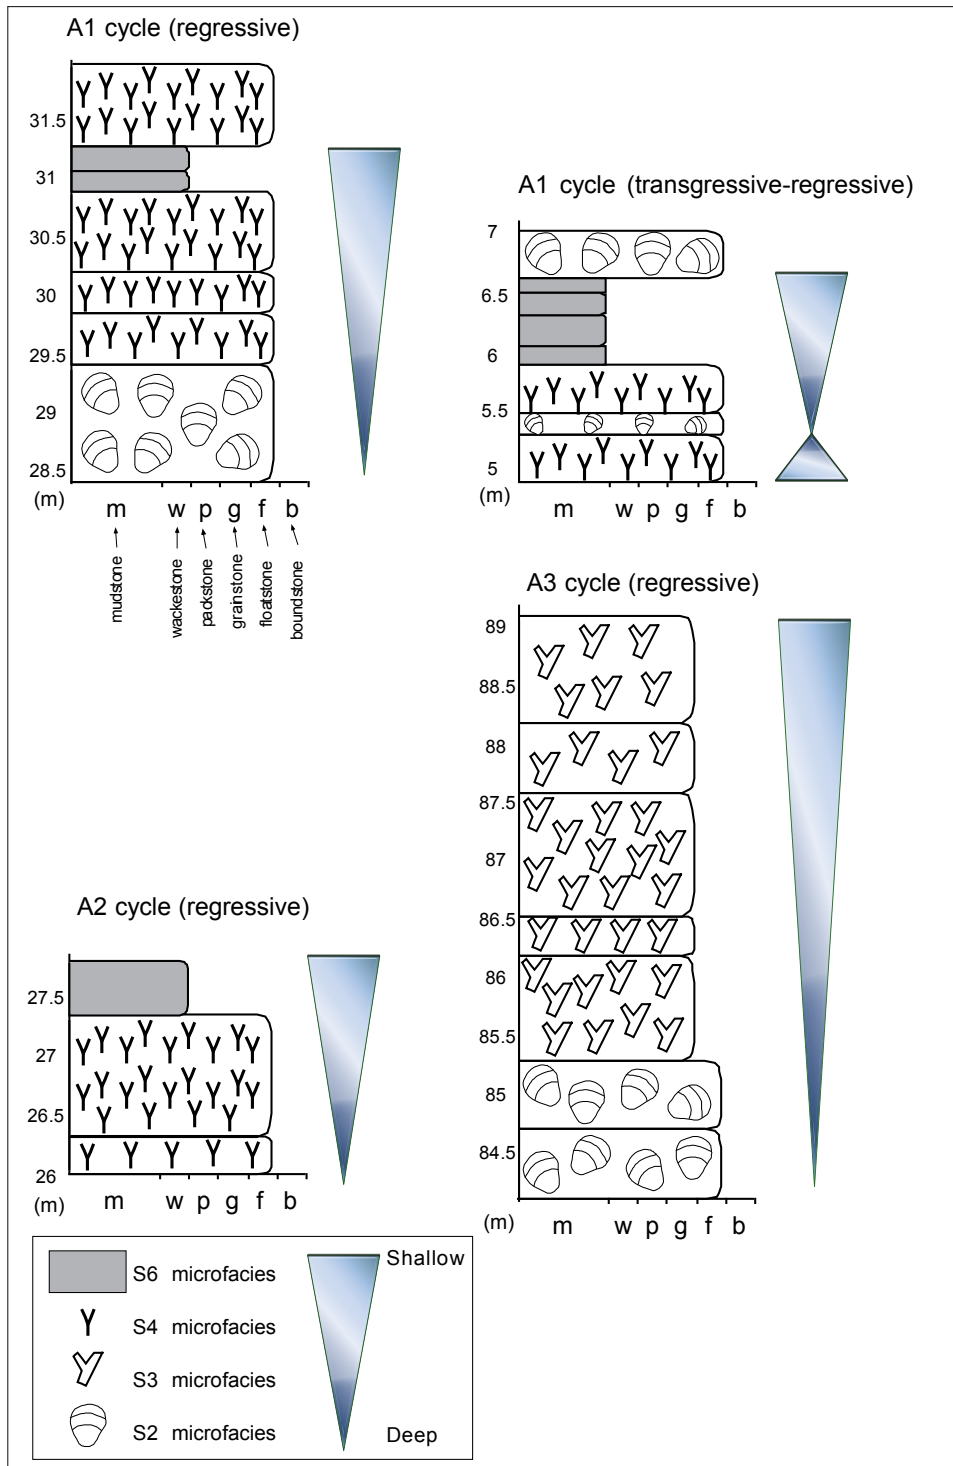 A1 cycle (regressive)
31.5
31
30.5
30
29.5
29
28.5
(m)
m w p g f b
mudstone
wackestone
packstone
grainstone
floatstone
boundstone
A1 cycle (transgressive-regressive)
7
6.5
6
5.5
5
(m)
m w p g f b
A3 cycle (regressive)
89
88.5
88
87.5
87
86.5
86
85.5
85
84.5
(m)
m w p g f b
A2 cycle (regressive)
27.5
27
26.5
26
(m)
m w p g f b
S6 microfacies
S4 microfacies
S3 microfacies
S2 microfacies
Shallow
Deep